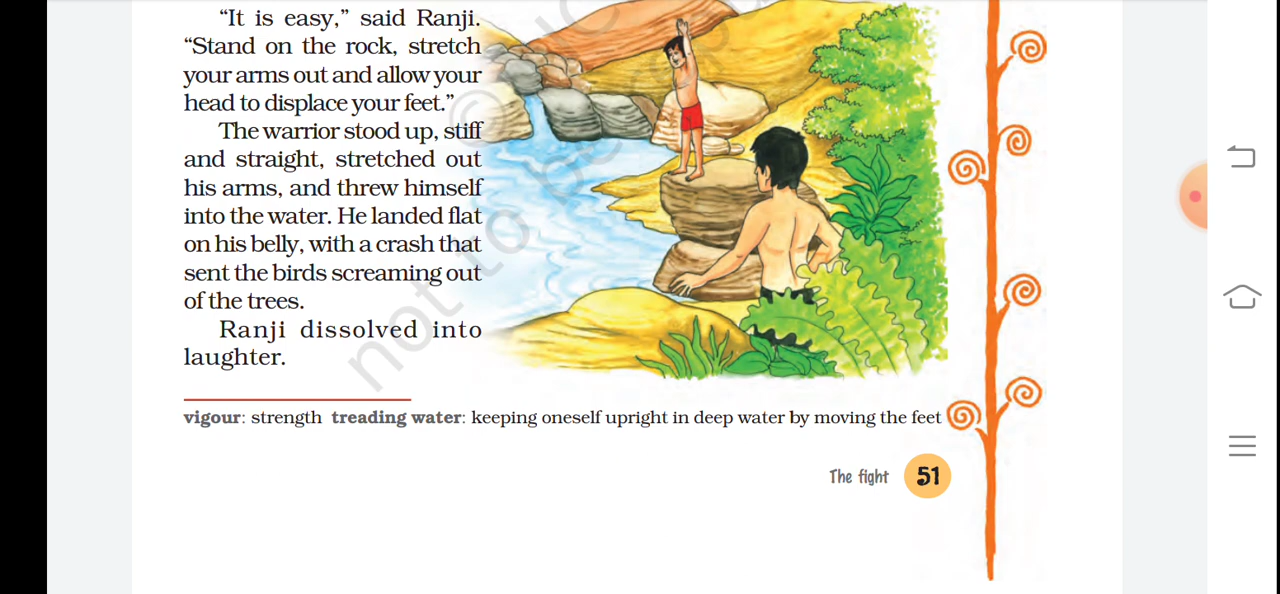 “It is easy,” said Ranji.
“Stand on the rock, stretch
your arms out and allow your
head to displace your feet.”
The warrior stood up, stiff
and straight, stretched out
his arms, and threw himself
into the water. He landed flat
on his belly, with a crash that
sent the birds screaming out
of the trees.
Ranji dissolved into
laughter.
not to be
vigour: strength treading water: keeping oneself upright in deep water by moving the feet
The fight 51